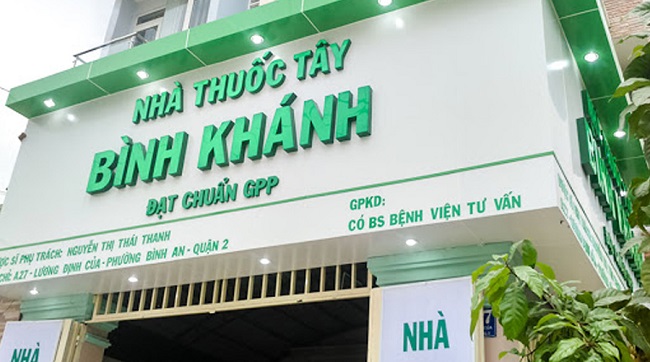 NHÀ THUỐC TÂY
BÌNH KHÁNH
ĐẠT CHUẨN GPP
SĨ PHỤ TRÁCH: NGUYỄN THỊ THÁI THANH
CHỈ: A27 - LƯƠNG ĐỊNH CỦA - PHƯỜNG BÌNH AN - QUẬN 2
GPKD:
CÓ BS BỆNH VIỆN TƯ VẤN
NHÀ
NHÀ